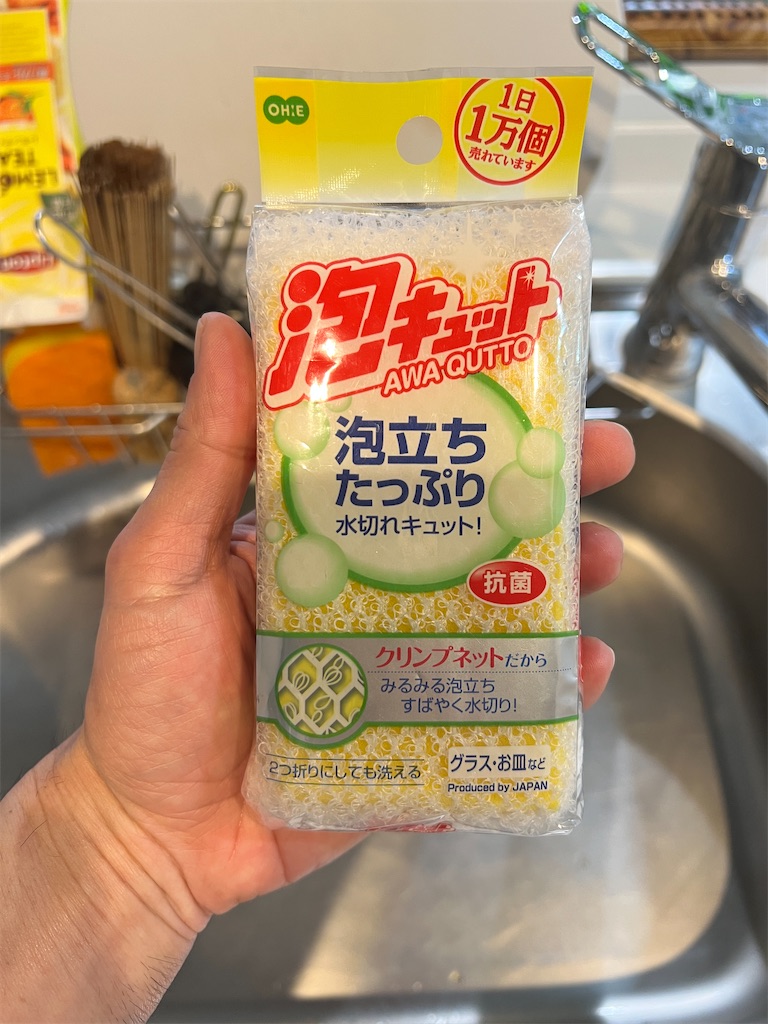 OH:E
1日
1万個
売れています
泡キュット
AWA QUTTO
泡立ち
たっぷり
水切れキュット!
抗菌
クリンプネットだから
みるみる泡立ち
すばやく水切り!
2つ折りにしても洗える
グラス・お皿など
Produced by JAPAN
LEMON
TEA
Lipton